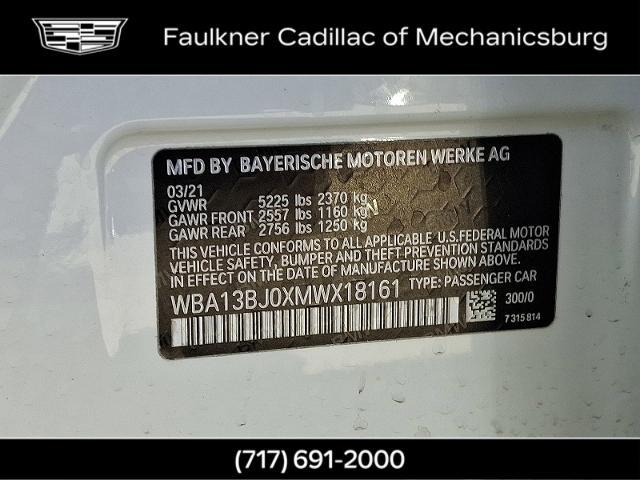 Faulkner Cadillac of Mechanicsburg
MFD BY BAYERISCHE MOTOREN WERKE AG
03/21
GVWR 5225 lbs 2370 kg
GAWR FRONT 2557 lbs 1160 kg
GAWR REAR 2756 lbs 1250 kg
THIS VEHICLE CONFORMS TO ALL APPLICABLE U.S.FEDERAL MOTOR
VEHICLE SAFETY, BUMPER AND THEFT PREVENTION STANDARDS
IN EFFECT ON THE DATE OF MANUFACTURE SHOWN ABOVE.
WBA13BJ0XMWX18161 TYPE: PASSENGER CAR
300/0
7315814
(717) 691-2000